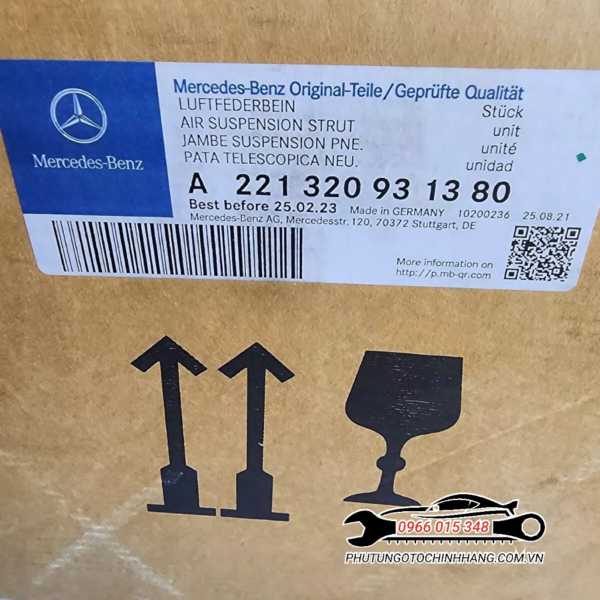 Mercedes-Benz Original-Teile/Geprüfte Qualität
LUFTFEDERBEIN Stück
AIR SUSPENSION STRUT unit
JAMBE SUSPENSION PNE. unité
PATA TELESCOPICA NEU. unidad
Mercedes-Benz
A 221 320 93 13 80
Best before 25.02.23 Made in GERMANY 10200236 25.08.21
Mercedes-Benz AG, Mercedesstr. 120, 70372 Stuttgart, DE
More information on
http://p.mb-qr.com
0966 015 348
PHUTUNGOTOCHINHHANG.COM.VN